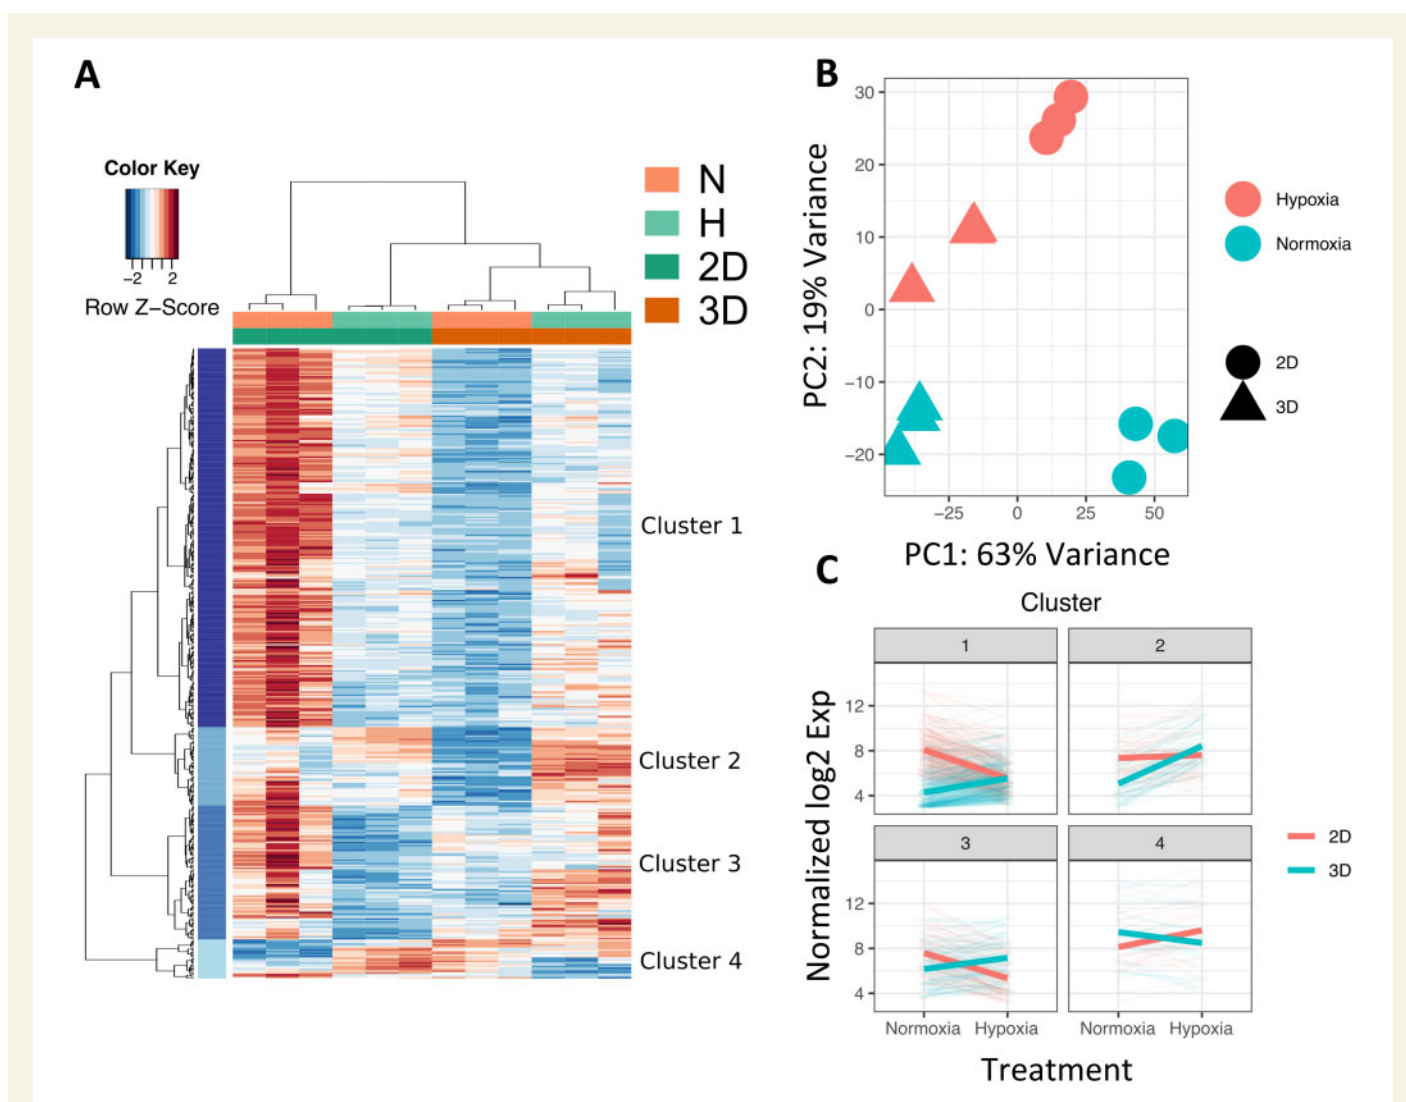 A
Color Key
−2 2
Row Z−Score
N
H
2D
3D
Cluster 1
Cluster 2
Cluster 3
Cluster 4
B
PC2: 19% Variance
30
20
10
0
−10
−20
−25 0 25 50
PC1: 63% Variance
Hypoxia
Normoxia
2D
3D
C
Cluster
1 2
12
8
4
3 4
12
8
4
Normalized log2 Exp
Normoxia Hypoxia Normoxia Hypoxia
Treatment
2D
3D